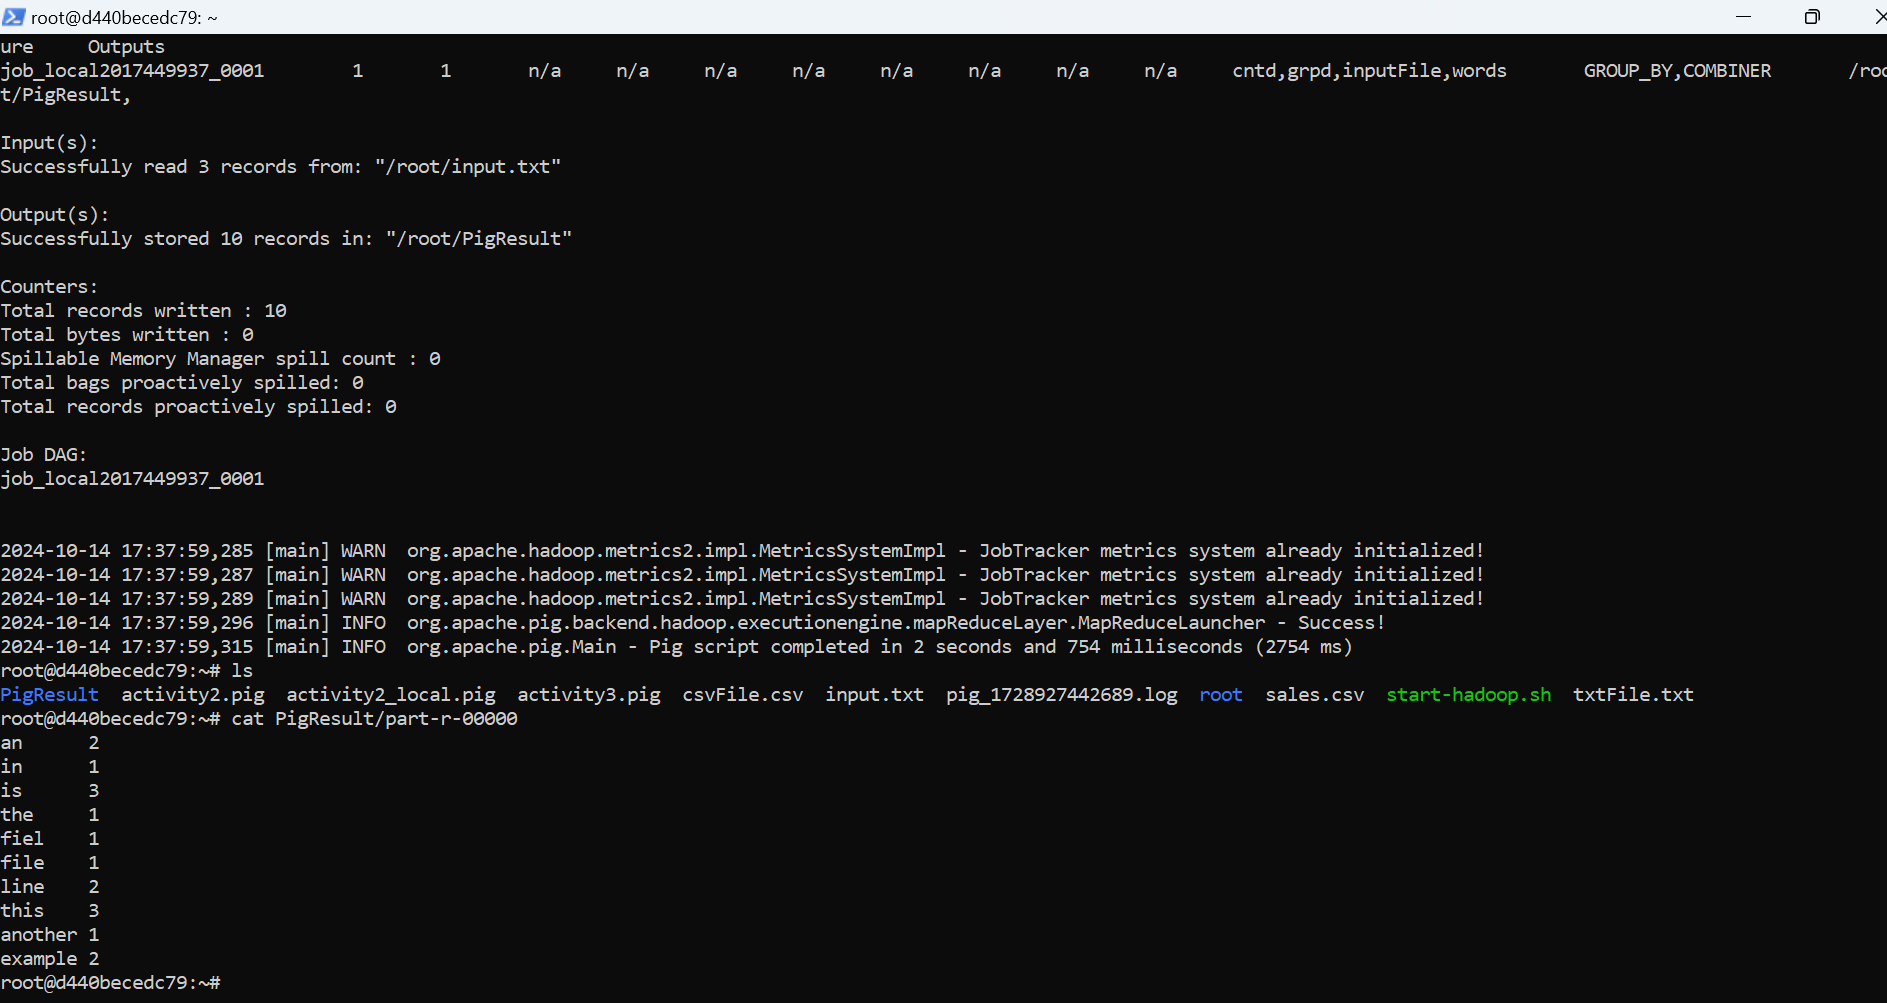 root@d440becedc79: ~
ure     Outputs
job_local2017449937_0001        1       1       n/a     n/a     n/a     n/a     n/a     n/a     n/a     n/a     cntd,grpd,inputFile,words       GROUP_BY,COMBINER       /roo
t/PigResult,
Input(s):
Successfully read 3 records from: "/root/input.txt"
Output(s):
Successfully stored 10 records in: "/root/PigResult"
Counters:
Total records written : 10
Total bytes written : 0
Spillable Memory Manager spill count : 0
Total bags proactively spilled: 0
Total records proactively spilled: 0
Job DAG:
job_local2017449937_0001
2024-10-14 17:37:59,285 [main] WARN  org.apache.hadoop.metrics2.impl.MetricsSystemImpl - JobTracker metrics system already initialized!
2024-10-14 17:37:59,287 [main] WARN  org.apache.hadoop.metrics2.impl.MetricsSystemImpl - JobTracker metrics system already initialized!
2024-10-14 17:37:59,289 [main] WARN  org.apache.hadoop.metrics2.impl.MetricsSystemImpl - JobTracker metrics system already initialized!
2024-10-14 17:37:59,296 [main] INFO  org.apache.pig.backend.hadoop.executionengine.mapReduceLayer.MapReduceLauncher - Success!
2024-10-14 17:37:59,315 [main] INFO  org.apache.pig.Main - Pig script completed in 2 seconds and 754 milliseconds (2754 ms)
root@d440becedc79:~# ls
PigResult  activity2.pig  activity2_local.pig  activity3.pig  csvFile.csv  input.txt  pig_1728927442689.log  root  sales.csv  start-hadoop.sh  txtFile.txt
root@d440becedc79:~# cat PigResult/part-r-00000
an      2
in      1
is      3
the     1
fiel    1
file    1
line    2
this    3
another 1
example 2
root@d440becedc79:~#